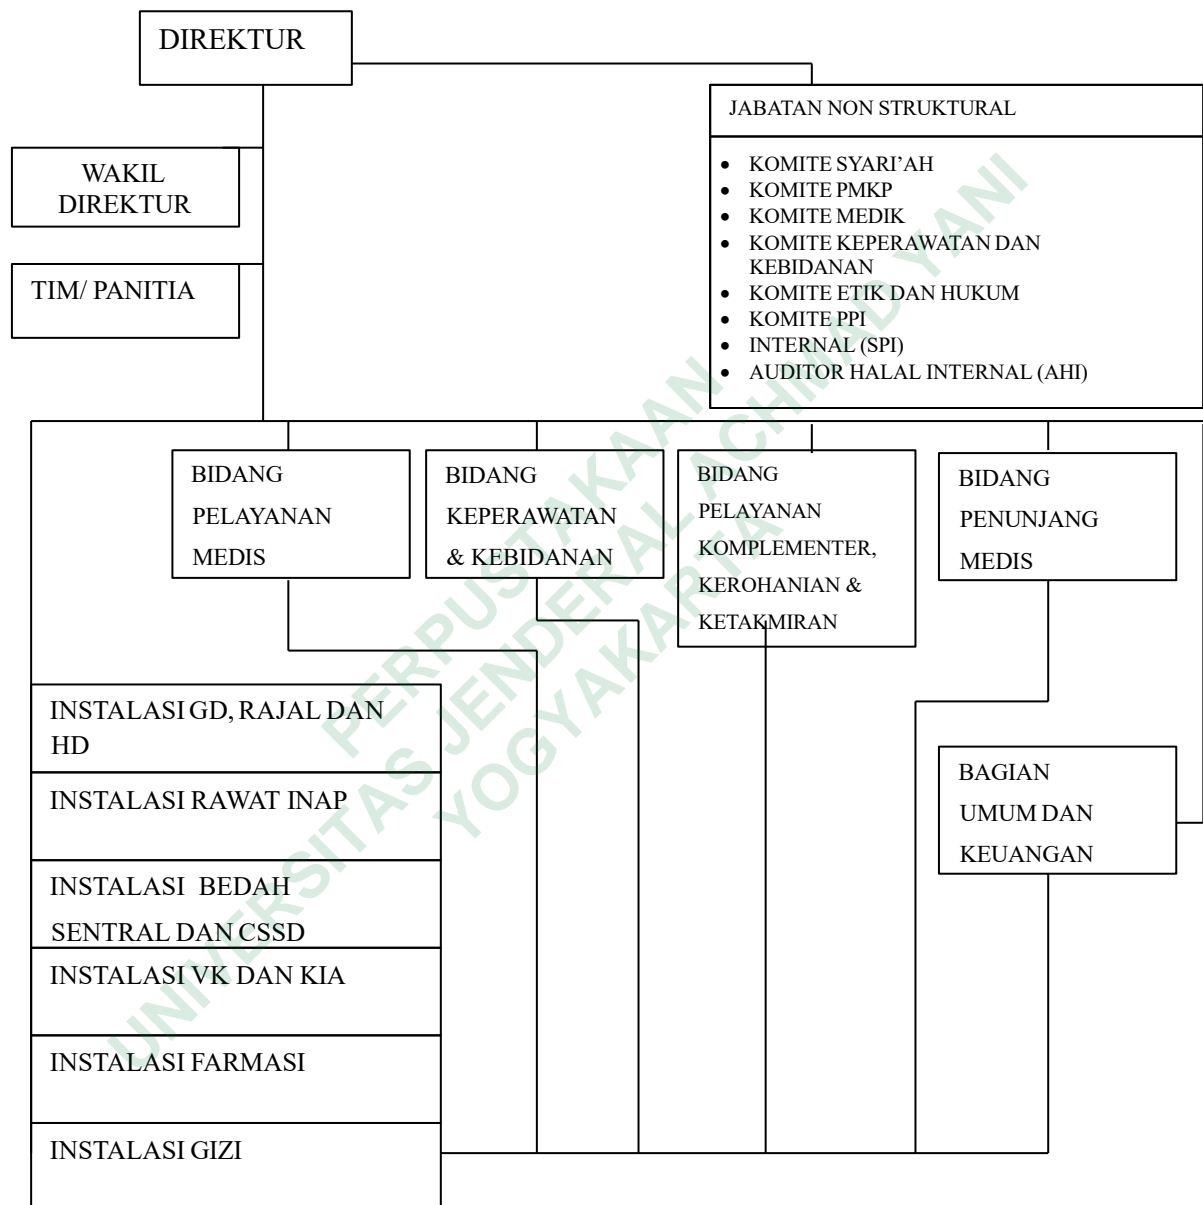 DIREKTUR
JABATAN NON STRUKTURAL
• KOMITE SYARI’AH
• KOMITE PMKP
• KOMITE MEDIK
• KOMITE KEPERAWATAN DAN
KEBIDANAN
• KOMITE ETIK DAN HUKUM
• KOMITE PPI
• INTERNAL (SPI)
• AUDITOR HALAL INTERNAL (AHI)
WAKIL
DIREKTUR
TIM/ PANITIA
BIDANG
PELAYANAN
MEDIS
BIDANG
KEPERAWATAN
& KEBIDANAN
BIDANG
PELAYANAN
KOMPLEMENTER,
KEROHANIAN &
KETAKMIRAN
BIDANG
PENUNJANG
MEDIS
INSTALASI GD, RAJAL DAN
HD
INSTALASI RAWAT INAP
INSTALASI BEDAH
SENTRAL DAN CSSD
INSTALASI VK DAN KIA
INSTALASI FARMASI
INSTALASI GIZI
BAGIAN
UMUM DAN
KEUANGAN
PERPUSTAKAAN
UNIVERSITAS JENDERAL ACHMAD YANI
YOGYAKARTA